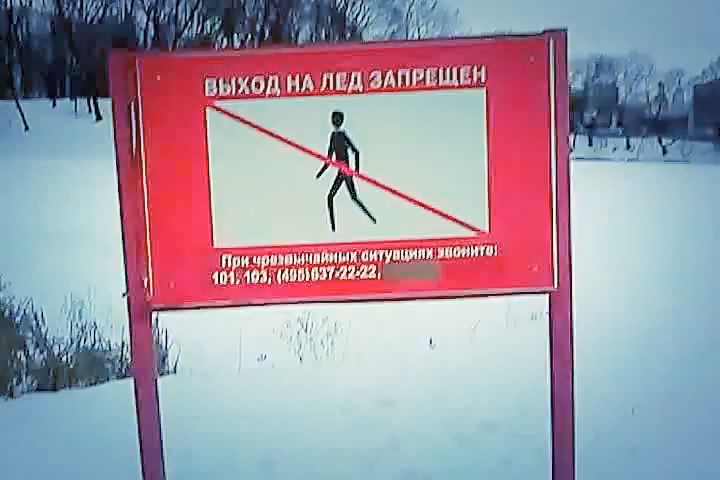 ВЫХОД НА ЛЕД ЗАПРЕЩЕН
При чрезвычайных ситуациях звоните:
101, 103, (495)637-22-22,